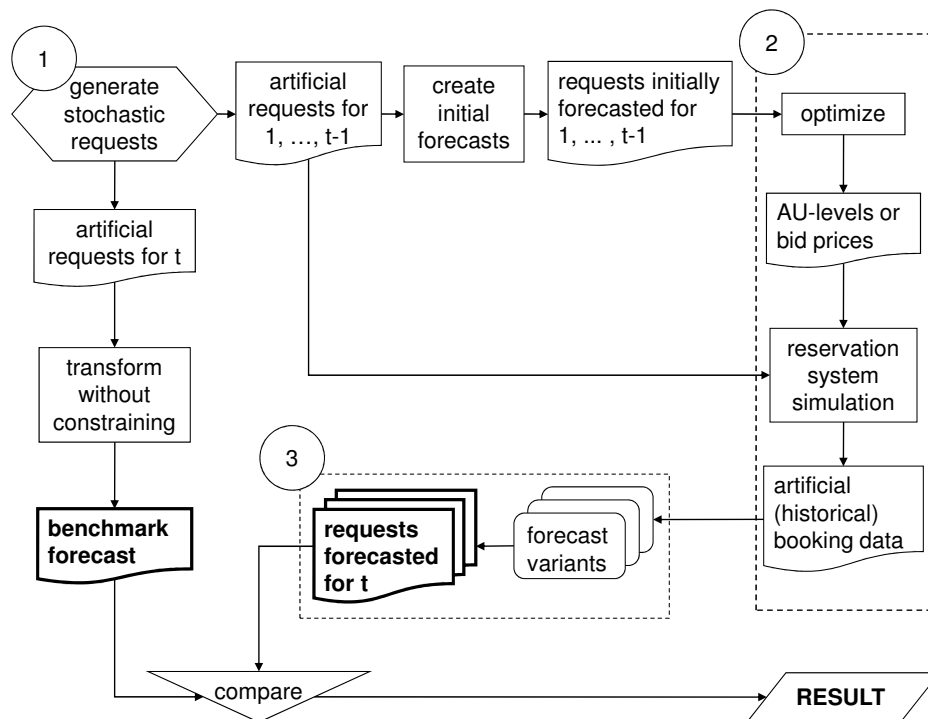 1
generate
stochastic
requests
artificial
requests for
1, …, t-1
create
initial
forecasts
requests initially
forecasted for
1, ... , t-1
2
optimize
AU-levels or
bid prices
artificial
requests for t
reservation
system
simulation
transform
without
constraining
3
artificial
(historical)
booking data
benchmark
forecast
requests
forecasted
for t
forecast
variants
compare
RESULT